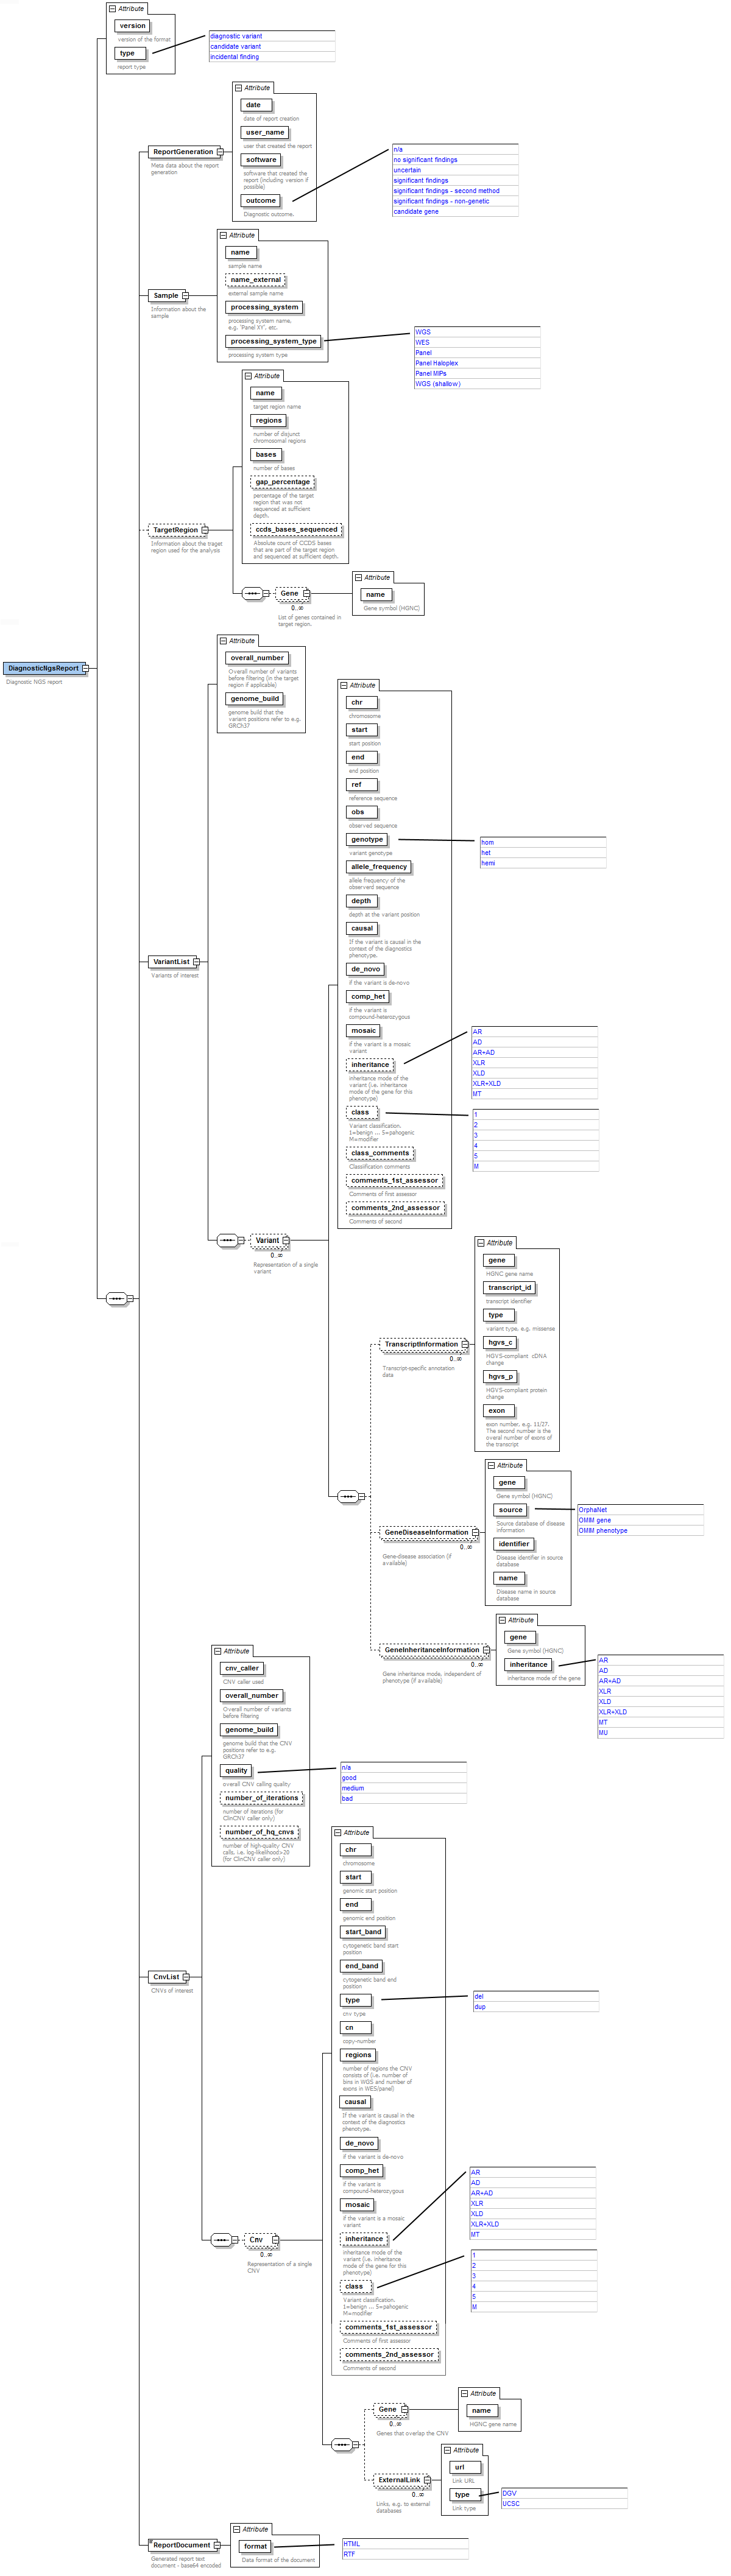 Attribute
version
version of the format
type
report type
diagnostic variant
candidate variant
incidental finding
Attribute
date
date of report creation
user_name
user that created the report
software
software that created the
report (including version if
possible)
outcome
Diagnostic outcome.
ReportGeneration
Meta data about the report
generation
n/a
no significant findings
uncertain
significant findings
significant findings - second method
significant findings - non-genetic
candidate gene
Attribute
name
sample name
name_external
external sample name
processing_system
processing system name,
e.g. 'Panel XY', etc.
processing_system_type
processing system type
Sample
Information about the
sample
WGS
WES
Panel
Panel Haloplex
Panel MIPs
WGS (shallow)
Attribute
name
target region name
regions
number of disjunct
chromosomal regions
bases
number of bases
gap_percentage
percentage of the target
region that was not
sequenced at sufficient
depth.
ccds_bases_sequenced
Absolute count of CCDS bases
that are part of the target region
and sequenced at sufficient depth.
TargetRegion
Information about the traget
region used for the analysis
Gene
0..∞
List of genes contained in
target region.
Attribute
name
Gene symbol (HGNC)
DiagnosticNgsReport
Diagnostic NGS report
Attribute
overall_number
Overall number of variants
before filtering (in the target
region if applicable)
genome_build
genome build that the
variant positions refer to e.g.
GRCh37
VariantList
Variants of interest
Attribute
chr
chromosome
start
start position
end
end position
ref
reference sequence
obs
observed sequence
genotype
variant genotype
hom
het
hemi
allele_frequency
allele frequency of the
observerd sequence
depth
depth at the variant position
causal
If the variant is causal in the
context of the diagnostics
phenotype.
de_novo
if the variant is de-novo
comp_het
if the variant is
compound-heterozygous
mosaic
if the variant is a mosaic
variant
inheritance
inheritance mode of the
variant (i.e. inheritance
mode of the gene for this
phenotype)
AR
AD
AR+AD
XLR
XLD
XLR+XLD
MT
class
Variant classification.
1=benign ... 5=pahogenic
M=modifier
1
2
3
4
5
M
class_comments
Classification comments
comments_1st_assessor
Comments of first assessor
comments_2nd_assessor
Comments of second
Variant
0..∞
Representation of a single
variant
Attribute
gene
HGNC gene name
transcript_id
transcript identifier
type
variant type, e.g. missense
hgvs_c
HGVS-compliant cDNA
change
hgvs_p
HGVS-compliant protein
change
exon
exon number, e.g. 11/27.
The second number is the
overal number of exons of
the transcript
TranscriptInformation
0..∞
Transcript-specific annotation
data
Attribute
gene
Gene symbol (HGNC)
source
Source database of disease
information
identifier
Disease identifier in source
database
name
Disease name in source
database
OrphaNet
OMIM gene
OMIM phenotype
GeneDiseaseInformation
0..∞
Gene-disease association (if
available)
Attribute
gene
Gene symbol (HGNC)
inheritance
inheritance mode of the gene
GeneInheritanceInformation
0..∞
Gene inheritance mode, independent of
phenotype (if available)
AR
AD
AR+AD
XLR
XLD
XLR+XLD
MT
MU
Attribute
cnv_caller
CNV caller used
overall_number
Overall number of variants
before filtering
genome_build
genome build that the CNV
positions refer to e.g.
GRCh37
quality
overall CNV calling quality
n/a
good
medium
bad
number_of_iterations
number of iterations (for
ClinCNV caller only)
number_of_hq_cnvs
number of high-quality CNV
calls, i.e. log-likelihood>20
(for ClinCNV caller only)
CnvList
CNVs of interest
Attribute
chr
chromosome
start
genomic start position
end
genomic end position
start_band
cytogenetic band start
position
end_band
cytogenetic band end
position
type
cnv type
del
dup
cn
copy-number
regions
number of regions the CNV
consists of (i.e. number of
bins in WGS and number of
exons in WES/panel)
causal
If the variant is causal in the
context of the diagnostics
phenotype.
de_novo
if the variant is de-novo
comp_het
if the variant is
compound-heterozygous
mosaic
if the variant is a mosaic
variant
inheritance
inheritance mode of the
variant (i.e. inheritance
mode of the gene for this
phenotype)
AR
AD
AR+AD
XLR
XLD
XLR+XLD
MT
class
Variant classification.
1=benign ... 5=pahogenic
M=modifier
1
2
3
4
5
M
comments_1st_assessor
Comments of first assessor
comments_2nd_assessor
Comments of second
Cnv
0..∞
Representation of a single
CNV
Gene
0..∞
Genes that overlap the CNV
Attribute
name
HGNC gene name
ExternalLink
0..∞
Links, e.g. to external
databases
Attribute
url
Link URL
type
Link type
DGV
UCSC
ReportDocument
Generated report text
document - base64 encoded
Attribute
format
Data format of the document
HTML
RTF